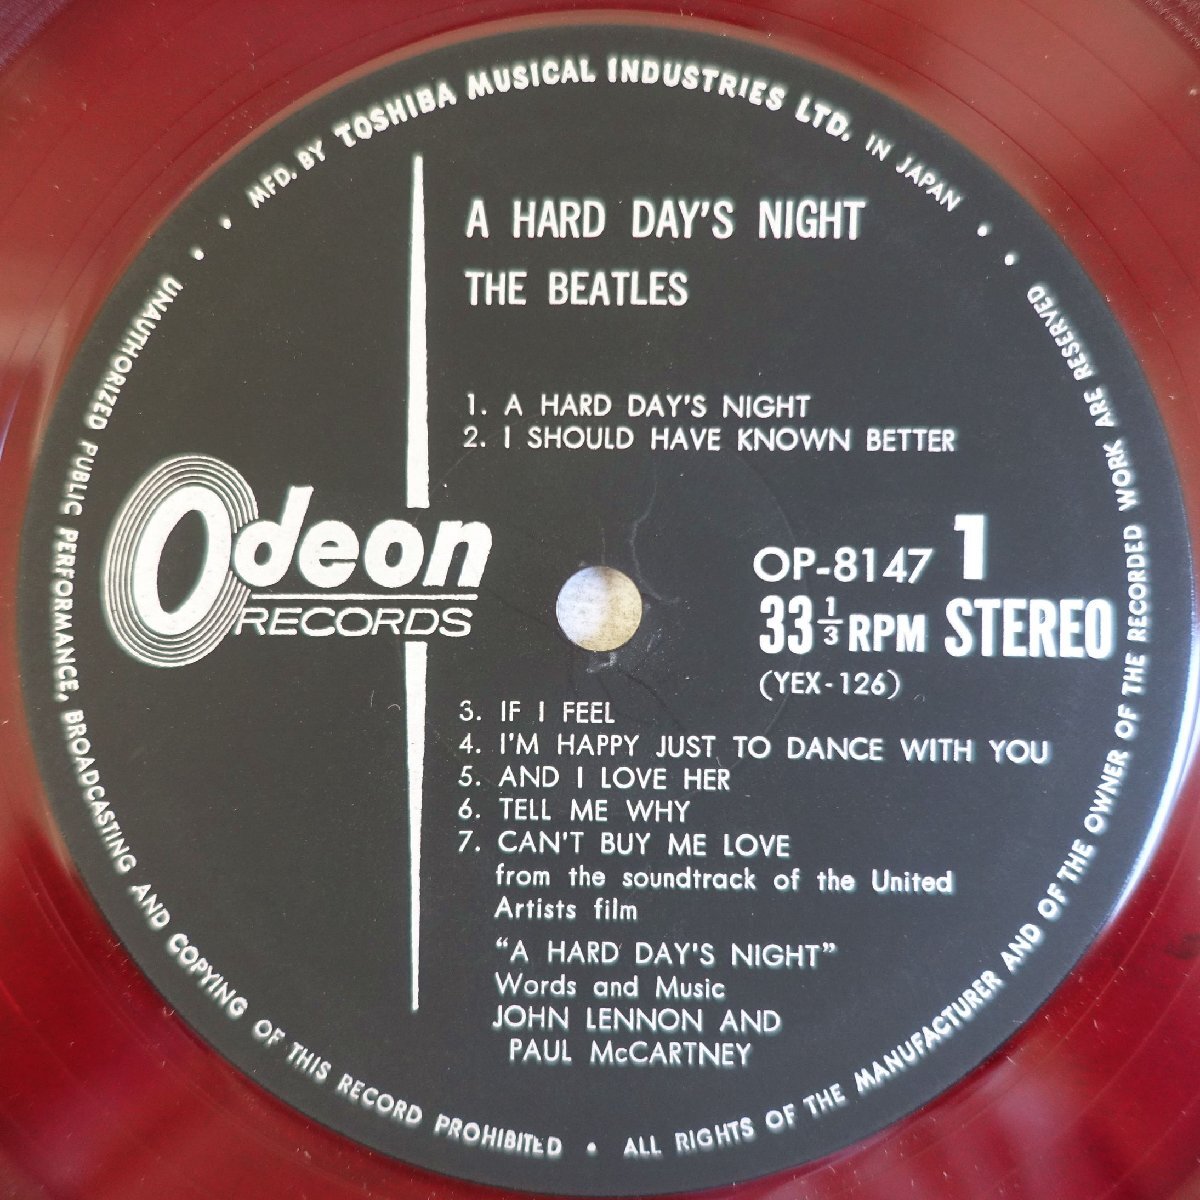 MFD. BY TOSHIBA MUSICAL INDUSTRIES LTD. IN JAPAN
A HARD DAY'S NIGHT
THE BEATLES
1. A HARD DAY'S NIGHT
2. I SHOULD HAVE KNOWN BETTER
Odeon
RECORDS
OP-8147 1
33 1/3 RPM STEREO
(YEX-126)
3. IF I FEEL
4. I'M HAPPY JUST TO DANCE WITH YOU
5. AND I LOVE HER
6. TELL ME WHY
7. CAN'T BUY ME LOVE
from the soundtrack of the United
Artists film
"A HARD DAY'S NIGHT"
Words and Music
JOHN LENNON AND
PAUL McCARTNEY
UNAUTHORIZED PUBLIC PERFORMANCE, BROADCASTING AND COPYING OF THIS RECORD PROHIBITED • ALL RIGHTS OF THE MANUFACTURER AND OF THE OWNER OF THE RECORDED WORK ARE RESERVED